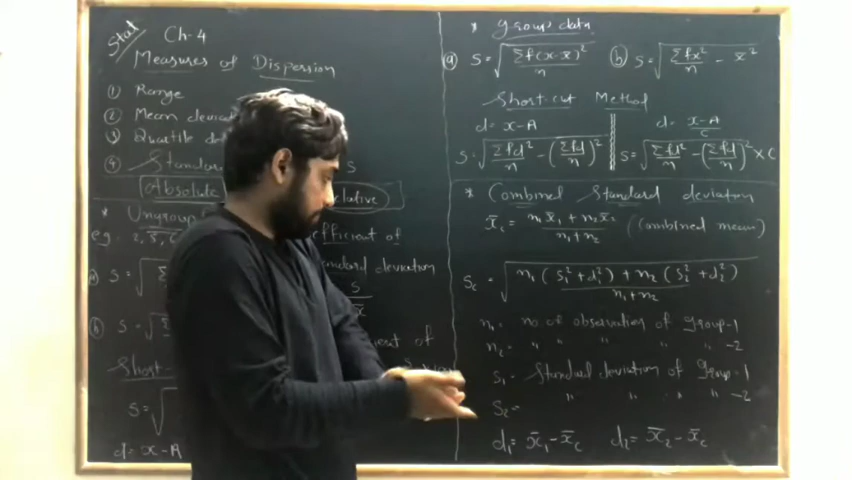 Stat
Ch-4
Measures of Dispersion
① Range
② Mean
③ Quartile
④ Standard S
Absolute
* Ungroup efficient of
eg. 2, 5, 6 standard deviation
ⓐ S = √ S
x̄
ⓑ S = √
Short-
S = √
d = x-A
* group data
ⓐ S = √(Σf(x-x̄)² / n) ⓑ S = √(Σfx² / n - x̄²)
Short-cut Method
d = x-A d = (x-A) / C
S = √(Σfd² / n - (Σfd / n)²) S = √(Σfd² / n - (Σfd / n)²) × C
* Combined Standard deviation
x̄c = (n₁x̄₁ + n₂x̄₂) / (n₁+n₂) (Combined mean)
Sc = √((n₁(S₁²+d₁²) + n₂(S₂²+d₂²)) / (n₁+n₂))
n₁ = no. of observation of group-1
n₂ = " " " " " -2
S₁ = Standard deviation of Group-1
S₂ = " " " " -2
d₁ = x̄₁-x̄c d₂ = x̄₂-x̄c